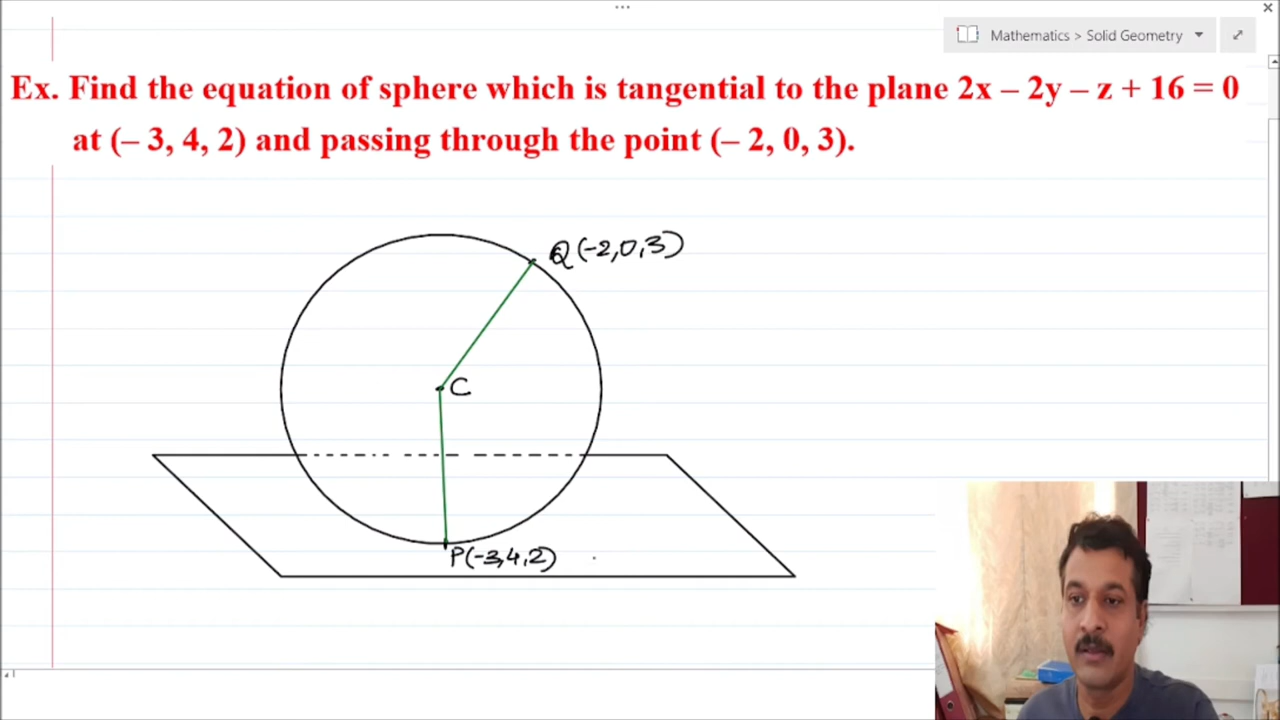 Mathematics > Solid Geometry
Ex. Find the equation of sphere which is tangential to the plane 2x – 2y – z + 16 = 0
at (– 3, 4, 2) and passing through the point (– 2, 0, 3).
Q(-2,0,3)
C
P(-3,4,2)